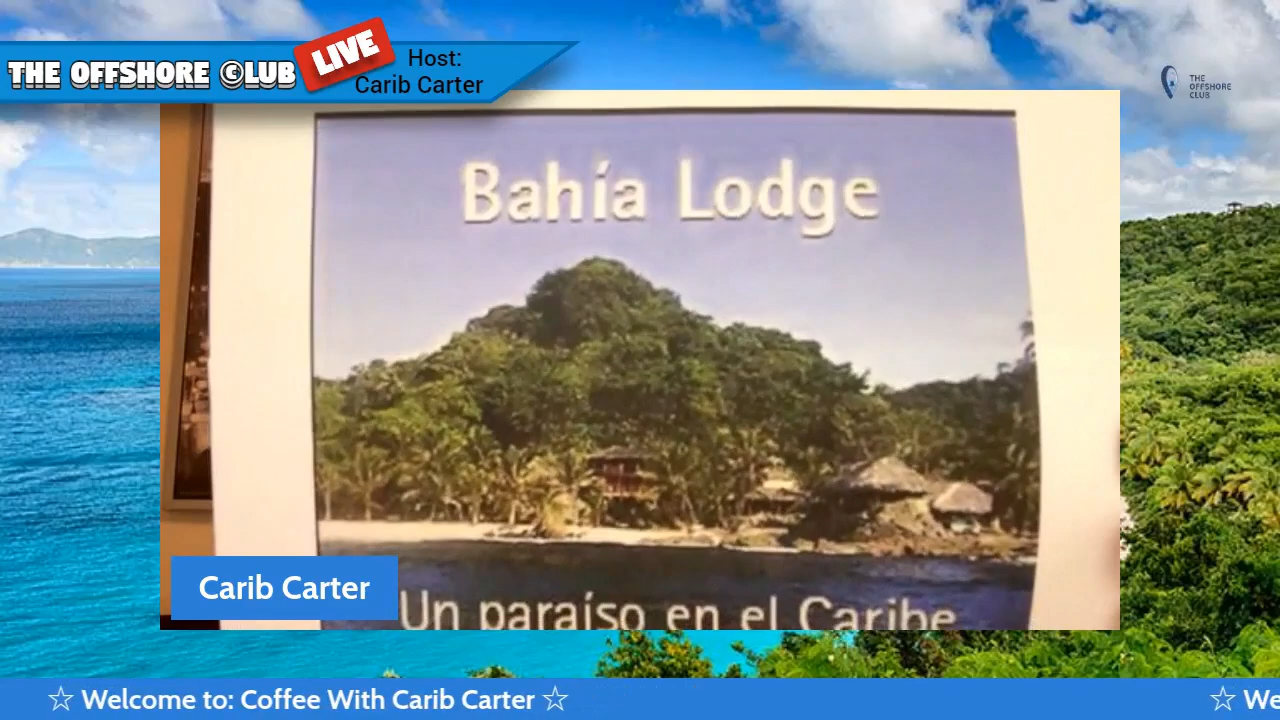 THE OFFSHORE ©LUB
LIVE
Host:
Carib Carter
THE
OFFSHORE
CLUB
Bahía Lodge
Carib Carter
Un paraíso en el Caribe
☆ Welcome to: Coffee With Carib Carter ☆
☆ We